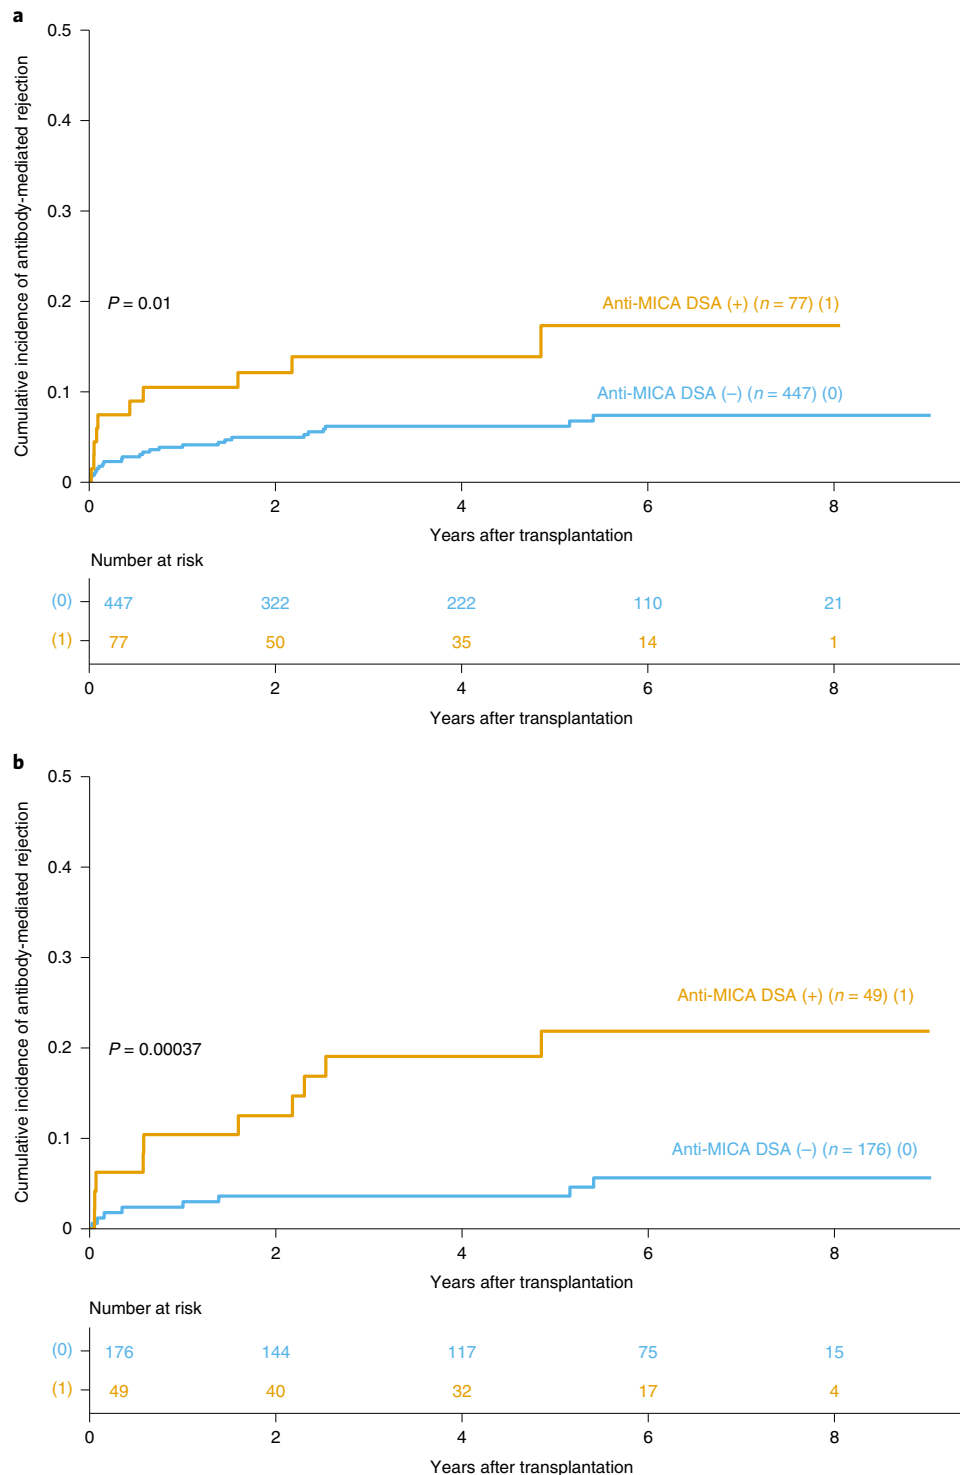 a
Cumulative incidence of antibody-mediated rejection
0.5
0.4
0.3
0.2
0.1
0
P = 0.01
Anti-MICA DSA (+) (n = 77) (1)
Anti-MICA DSA (–) (n = 447) (0)
0 2 4 6 8
Years after transplantation
Number at risk
(0) 447 322 222 110 21
(1) 77 50 35 14 1
0 2 4 6 8
Years after transplantation
b
Cumulative incidence of antibody-mediated rejection
0.5
0.4
0.3
0.2
0.1
0
Anti-MICA DSA (+) (n = 49) (1)
P = 0.00037
Anti-MICA DSA (–) (n = 176) (0)
0 2 4 6 8
Years after transplantation
Number at risk
(0) 176 144 117 75 15
(1) 49 40 32 17 4
0 2 4 6 8
Years after transplantation